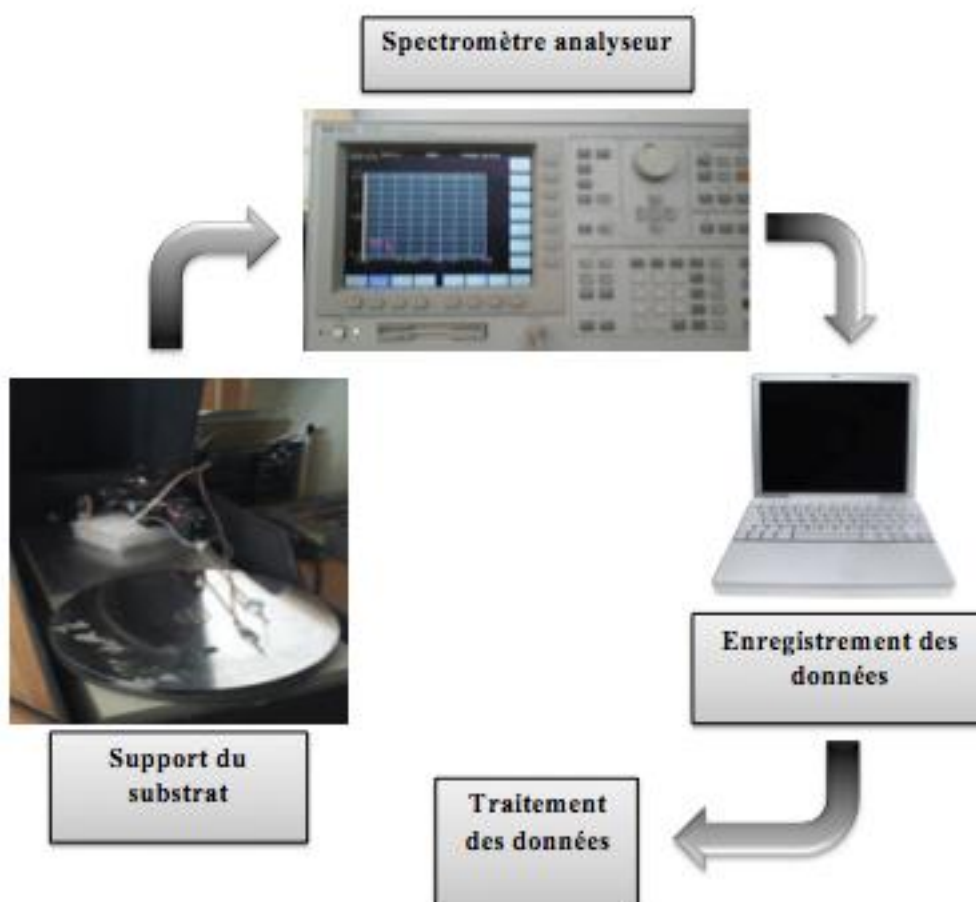 Spectromètre analyseur
Enregistrement des
données
Support du
substrat
Traitement
des données